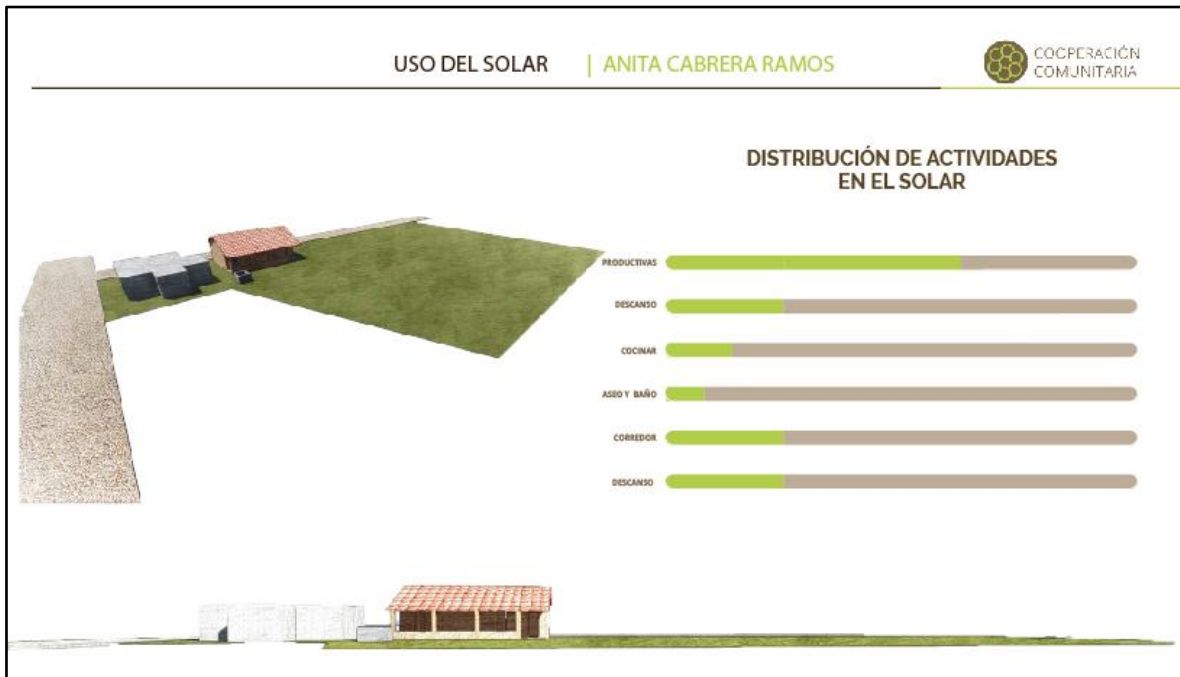 USO DEL SOLAR | ANITA CABRERA RAMOS
COOPERACIÓN
COMUNITARIA
DISTRIBUCIÓN DE ACTIVIDADES
EN EL SOLAR
PRODUCTIVAS
DESCANSO
COCINAR
ASEO Y BAÑO
CORREDOR
DESCANSO